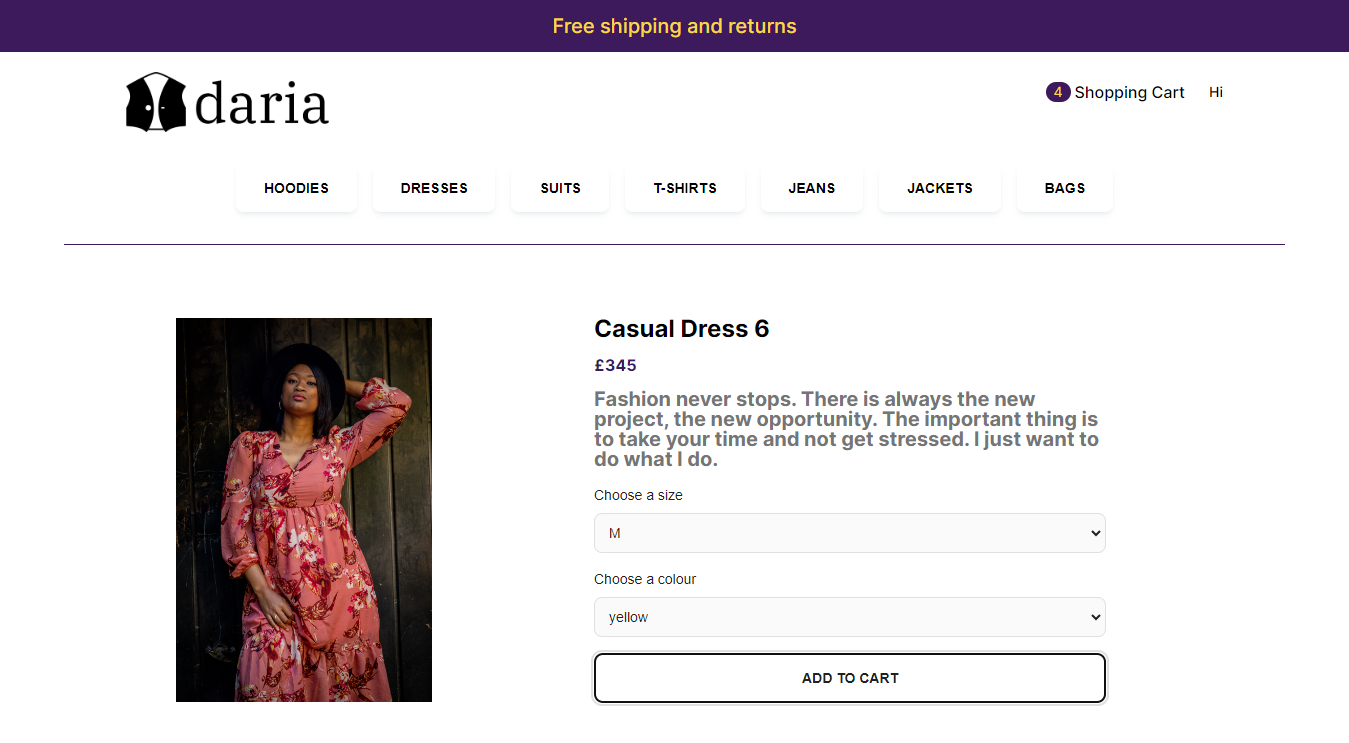 Free shipping and returns
daria
4 Shopping Cart Hi
HOODIES DRESSES SUITS T-SHIRTS JEANS JACKETS BAGS
Casual Dress 6
£345
Fashion never stops. There is always the new
project, the new opportunity. The important thing is
to take your time and not get stressed. I just want to
do what I do.
Choose a size
M
Choose a colour
yellow
ADD TO CART